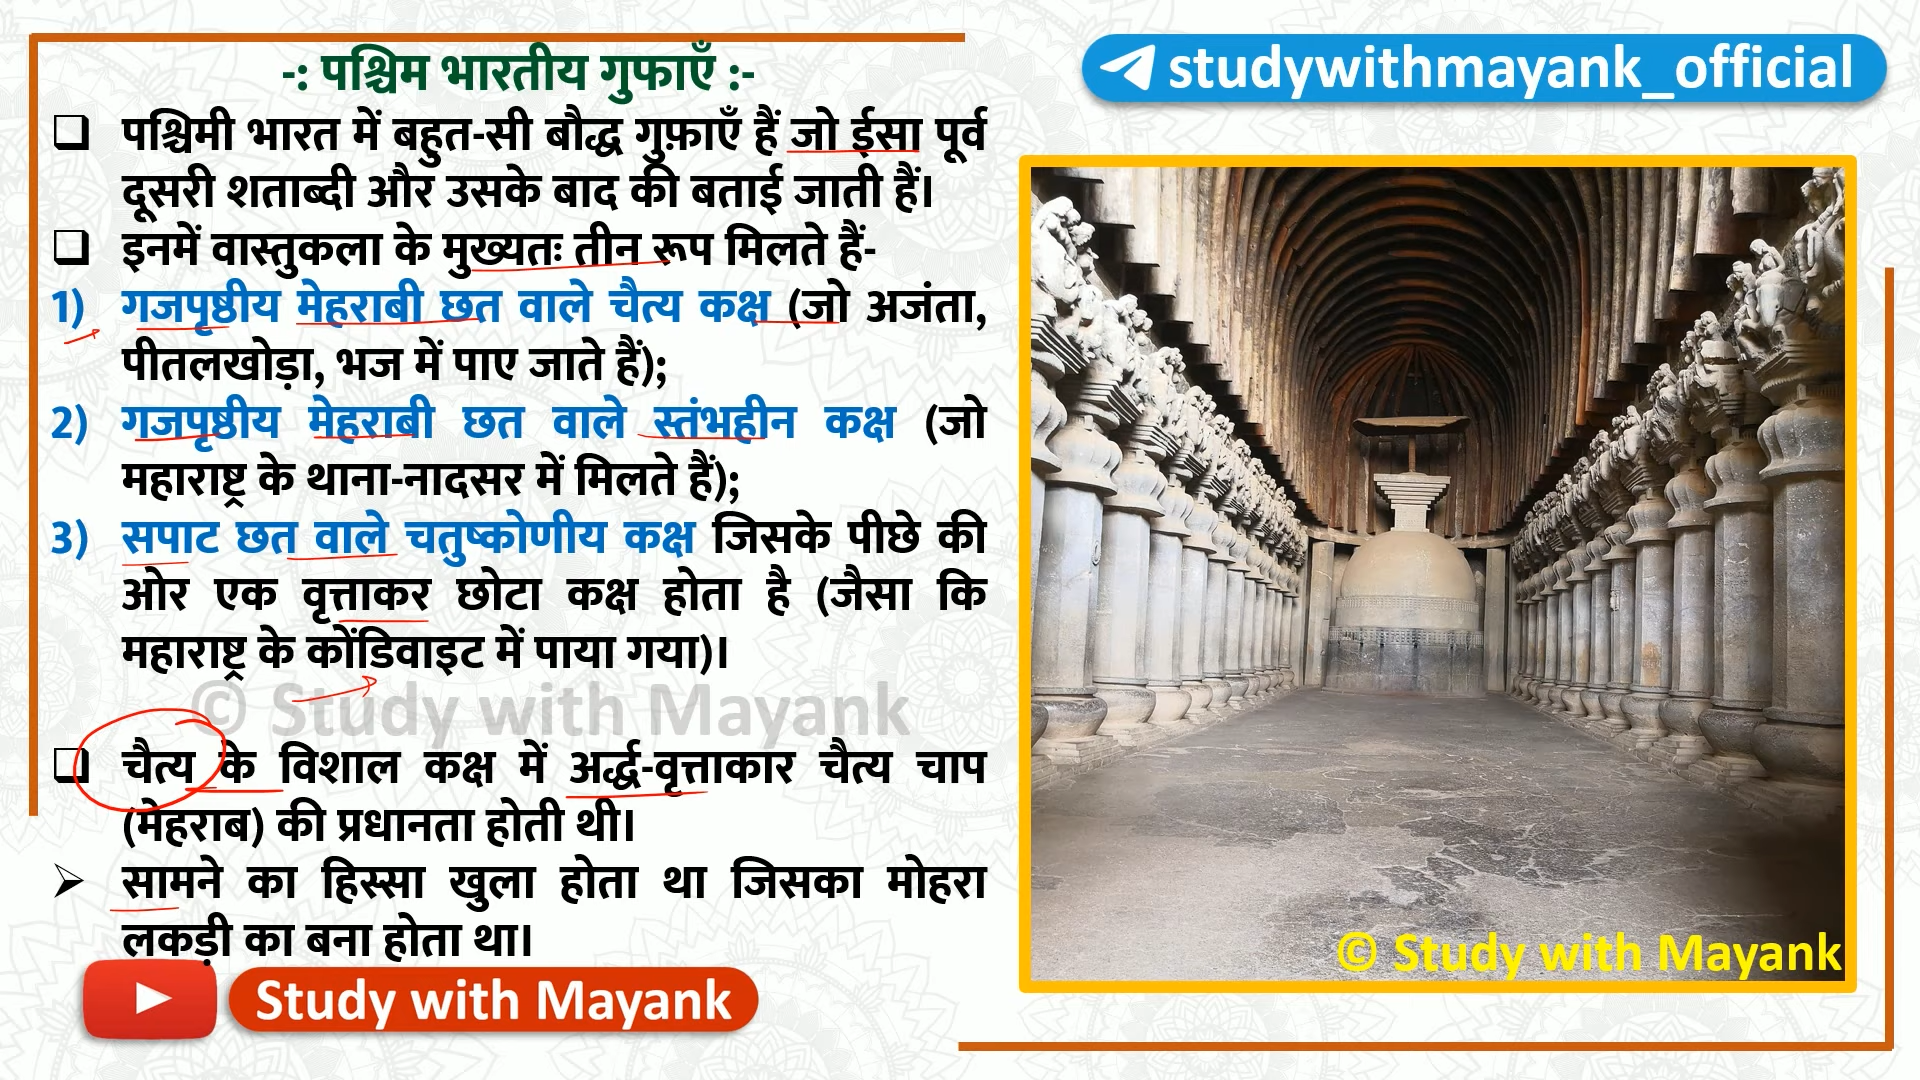 -: पश्चिम भारतीय गुफाएँ :-
studywithmayank_official
❑ पश्चिमी भारत में बहुत-सी बौद्ध गुफ़ाएँ हैं जो ईसा पूर्व
दूसरी शताब्दी और उसके बाद की बताई जाती हैं।
❑ इनमें वास्तुकला के मुख्यतः तीन रूप मिलते हैं-
1) गजपृष्ठीय मेहराबी छत वाले चैत्य कक्ष (जो अजंता,
पीतलखोड़ा, भज में पाए जाते हैं);
2) गजपृष्ठीय मेहराबी छत वाले स्तंभहीन कक्ष (जो
महाराष्ट्र के थाना-नादसर में मिलते हैं);
3) सपाट छत वाले चतुष्कोणीय कक्ष जिसके पीछे की
ओर एक वृत्ताकर छोटा कक्ष होता है (जैसा कि
महाराष्ट्र के कोंडिवाइट में पाया गया)।
© Study with Mayank
❑ चैत्य के विशाल कक्ष में अर्द्ध-वृत्ताकार चैत्य चाप
(मेहराब) की प्रधानता होती थी।
➢ सामने का हिस्सा खुला होता था जिसका मोहरा
लकड़ी का बना होता था।
© Study with Mayank
Study with Mayank